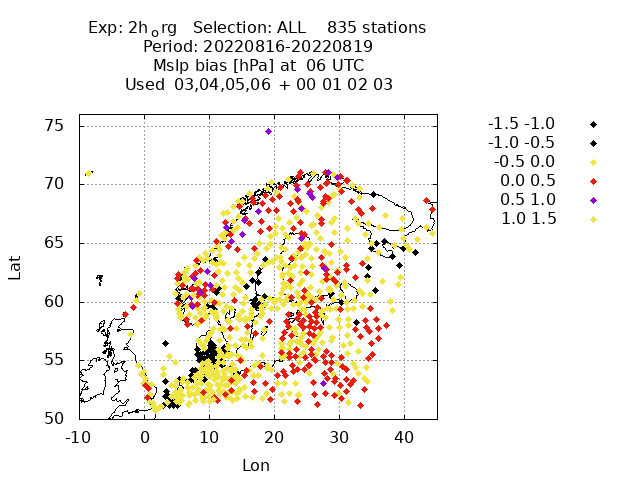 Exp: 2h_o rg Selection: ALL 835 stations
Period: 20220816-20220819
Mslp bias [hPa] at 06 UTC
Used 03,04,05,06 + 00 01 02 03
-1.5 -1.0
-1.0 -0.5
-0.5 0.0
0.0 0.5
0.5 1.0
1.0 1.5
75
70
65
60
55
50
Lat
-10 0 10 20 30 40
Lon